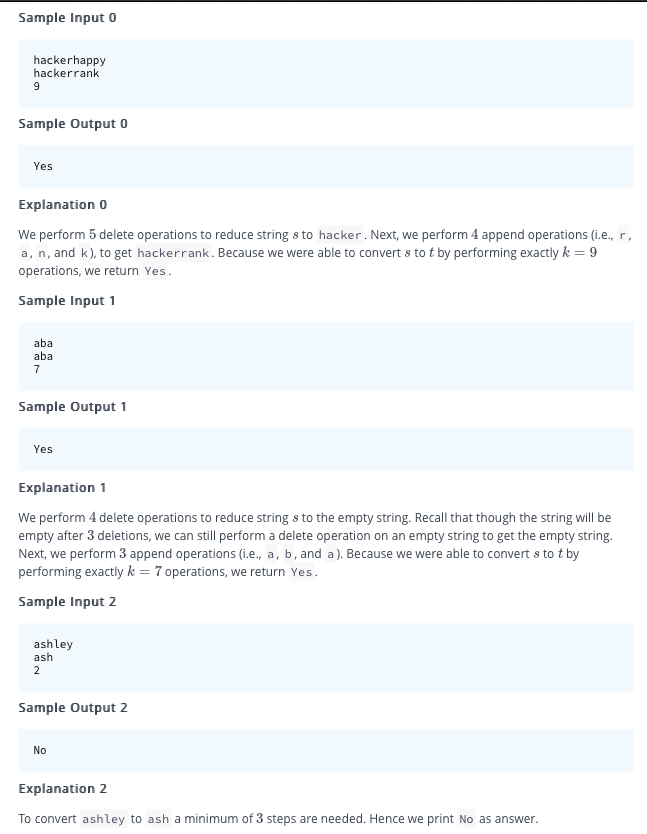 Sample Input 0
hackerhappy
hackerrank
9
Sample Output 0
Yes
Explanation 0
We perform 5 delete operations to reduce string s to hacker. Next, we perform 4 append operations (i.e., r,
a, n, and k), to get hackerrank. Because we were able to convert s to t by performing exactly k = 9
operations, we return Yes.
Sample Input 1
aba
aba
7
Sample Output 1
Yes
Explanation 1
We perform 4 delete operations to reduce string s to the empty string. Recall that though the string will be
empty after 3 deletions, we can still perform a delete operation on an empty string to get the empty string.
Next, we perform 3 append operations (i.e., a, b, and a). Because we were able to convert s to t by
performing exactly k = 7 operations, we return Yes.
Sample Input 2
ashley
ash
2
Sample Output 2
No
Explanation 2
To convert ashley to ash a minimum of 3 steps are needed. Hence we print No as answer.